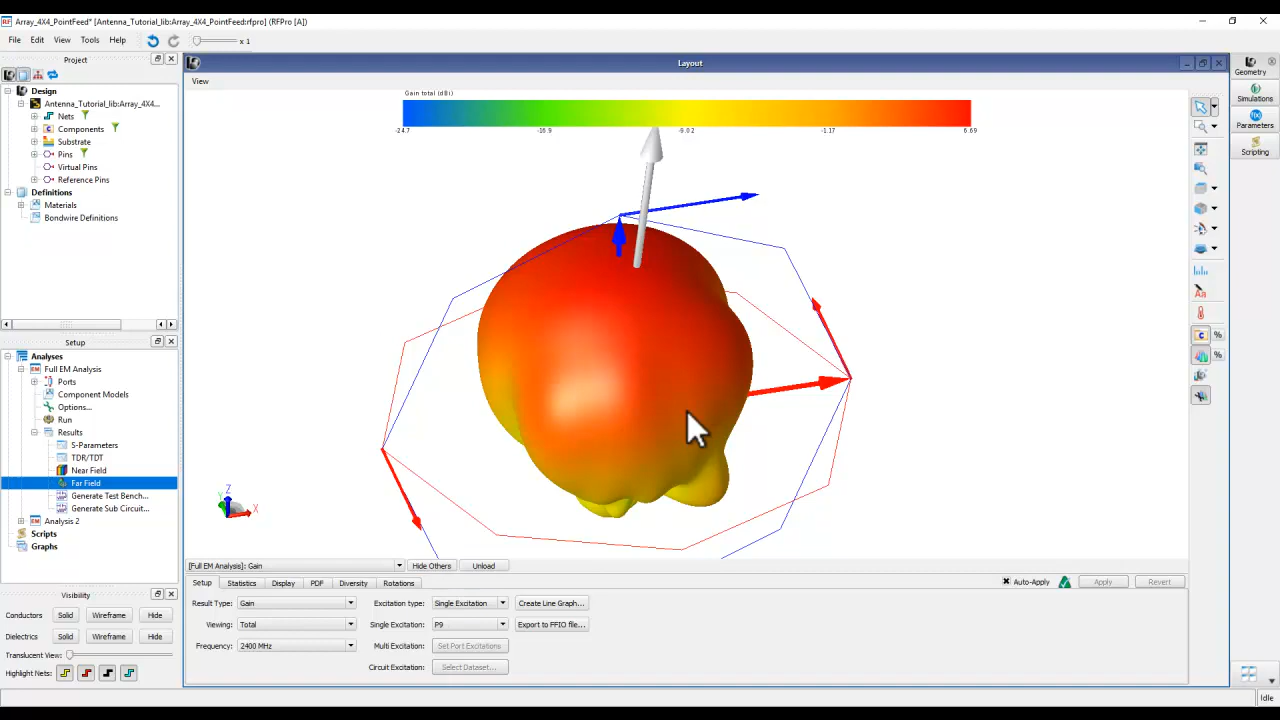 Array_4X4_PointFeed* [Antenna_Tutorial_lib:Array_4X4_PointFeed:rfpro] (RFPro [A])
File Edit View Tools Help x 1
Project
Design
Antenna_Tutorial_lib:Array_4X4...
Nets
Components
Substrate
Pins
Virtual Pins
Reference Pins
Definitions
Materials
Bondwire Definitions
Setup
Analyses
Full EM Analysis
Ports
Component Models
Options...
Run
Results
S-Parameters
TDR/TDT
Near Field
Far Field
Generate Test Bench...
Generate Sub Circuit...
Analysis 2
Scripts
Graphs
Visibility
Conductors Solid Wireframe Hide
Dielectrics Solid Wireframe Hide
Translucent View:
Highlight Nets:
Layout
View
Gain total (dBi)
-24.7 -16.9 -9.02 -1.17 6.69
Z
Y
X
[Full EM Analysis]: Gain Hide Others Unload
Setup Statistics Display PDF Diversity Rotations Auto-Apply Apply Revert
Result Type: Gain Excitation type: Single Excitation Create Line Graph...
Viewing: Total Single Excitation: P9 Export to FFIO file...
Frequency: 2400 MHz Multi Excitation: Set Port Excitations
Circuit Excitation: Select Dataset...
Geometry
Simulations
Parameters
Scripting
Aa
C %
%
Idle